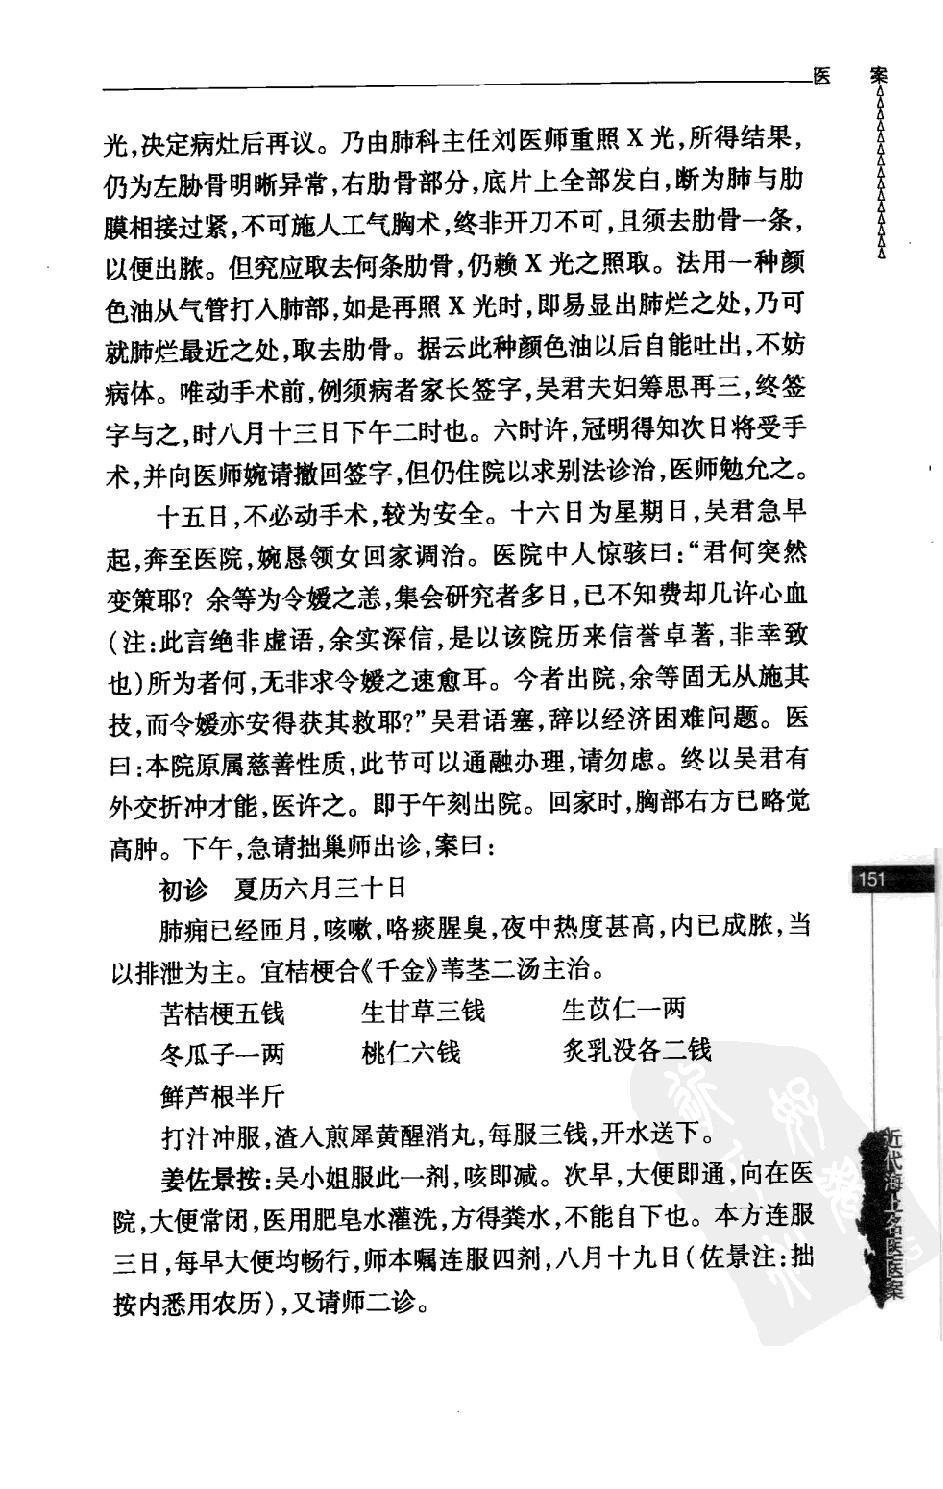 医 案
光,决定病灶后再议。乃由肺科主任刘医师重照X光,所得结果,
仍为左胁骨明晰异常,右肋骨部分,底片上全部发白,断为肺与肋
膜相接过紧,不可施人工气胸术,终非开刀不可,且须去肋骨一条,
以便出脓。但究应取去何条肋骨,仍赖X光之照取。法用一种颜
色油从气管打入肺部,如是再照X光时,即易显出肺烂之处,乃可
就肺烂最近之处,取去肋骨。据云此种颜色油以后自能吐出,不妨
病体。唯动手术前,例须病者家长签字,吴君夫妇筹思再三,终签
字与之,时八月十三日下午二时也。六时许,冠明得知次日将受手
术,并向医师婉请撤回签字,但仍住院以求别法诊治,医师勉允之。
十五日,不必动手术,较为安全。十六日为星期日,吴君急早
起,奔至医院,婉恳领女回家调治。医院中人惊骇曰:“君何突然
变策耶?余等为令嫒之恙,集会研究者多日,已不知费却几许心血
(注:此言绝非虚语,余实深信,是以该院历来信誉卓著,非幸致
也)所为者何,无非求令嫒之速愈耳。今者出院,余等固无从施其
技,而令嫒亦安得获其救耶?”吴君语塞,辞以经济困难问题。医
曰:本院原属慈善性质,此节可以通融办理,请勿虑。终以吴君有
外交折冲才能,医许之。即于午刻出院。回家时,胸部右方已略觉
高肿。下午,急请拙巢师出诊,案曰:
初诊 夏历六月三十日
肺痈已经匝月,咳嗽,咯痰腥臭,夜中热度甚高,内已成脓,当
以排泄为主。宜桔梗合《千金》苇茎二汤主治。
苦桔梗五钱 生甘草三钱 生苡仁一两
冬瓜子一两 桃仁六钱 炙乳没各二钱
鲜芦根半斤
打汁冲服,渣入煎犀黄醒消丸,每服三钱,开水送下。
姜佐景按:吴小姐服此一剂,咳即减。次早,大便即通,向在医
院,大便常闭,医用肥皂水灌洗,方得粪水,不能自下也。本方连服
三日,每早大便均畅行,师本嘱连服四剂,八月十九日(佐景注:拙
按内悉用农历),又请师二诊。
151
近代海上名医医案